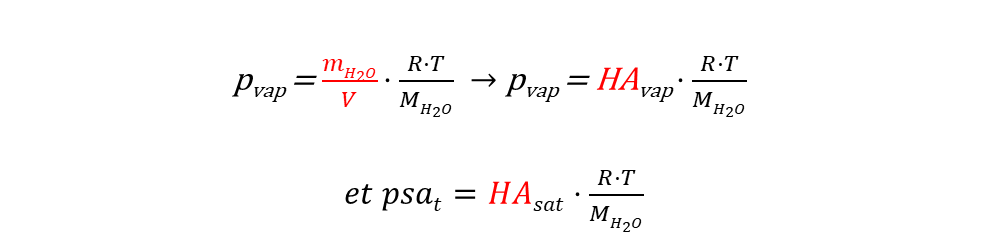 p_vap = m_H₂O / V · R·T / M_H₂O → p_vap = HA_vap · R·T / M_H₂O
et psa_t = HA_sat · R·T / M_H₂O